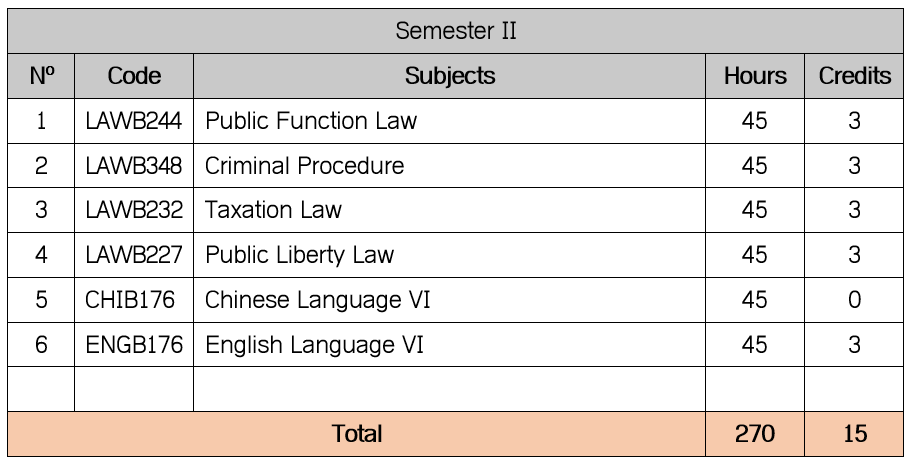 Semester II
Nº Code Subjects Hours Credits
1 LAWB244 Public Function Law 45 3
2 LAWB348 Criminal Procedure 45 3
3 LAWB232 Taxation Law 45 3
4 LAWB227 Public Liberty Law 45 3
5 CHIB176 Chinese Language VI 45 0
6 ENGB176 English Language VI 45 3
Total 270 15